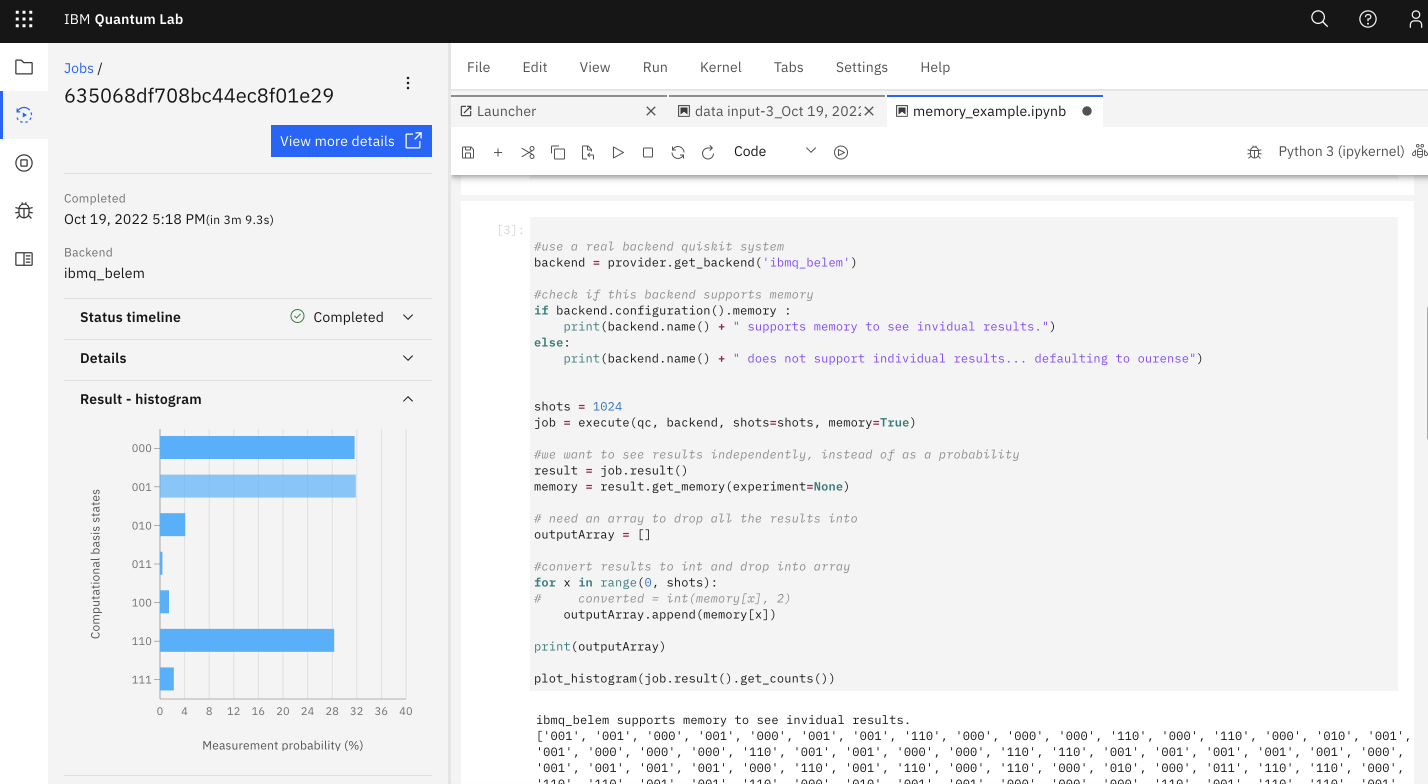 IBM Quantum Lab
Jobs /
635068df708bc44ec8f01e29
View more details
Completed
Oct 19, 2022 5:18 PM(in 3m 9.3s)
Backend
ibmq_belem
Status timeline Completed
Details
Result - histogram
Computational basis states
000
001
010
011
100
110
111
0 4 8 12 16 20 24 28 32 36 40
Measurement probability (%)
File Edit View Run Kernel Tabs Settings Help
Launcher data input-3_Oct 19, 202 memory_example.ipynb
Code Python 3 (ipykernel)
[3]:
#use a real backend quiskit system
backend = provider.get_backend('ibmq_belem')
#check if this backend supports memory
if backend.configuration().memory :
    print(backend.name() + " supports memory to see invidual results.")
else:
    print(backend.name() + " does not support individual results... defaulting to ourense")
shots = 1024
job = execute(qc, backend, shots=shots, memory=True)
#we want to see results independently, instead of as a probability
result = job.result()
memory = result.get_memory(experiment=None)
# need an array to drop all the results into
outputArray = []
#convert results to int and drop into array
for x in range(0, shots):
#     converted = int(memory[x], 2)
    outputArray.append(memory[x])
print(outputArray)
plot_histogram(job.result().get_counts())
ibmq_belem supports memory to see invidual results.
['001', '001', '000', '001', '000', '001', '001', '110', '000', '000', '000', '110', '000', '110', '000', '010', '001',
'001', '000', '000', '000', '110', '001', '001', '000', '000', '110', '110', '001', '001', '001', '001', '001', '000',
'001', '001', '001', '000', '110', '001', '110', '000', '110', '000', '010', '000', '011', '110', '110', '000',